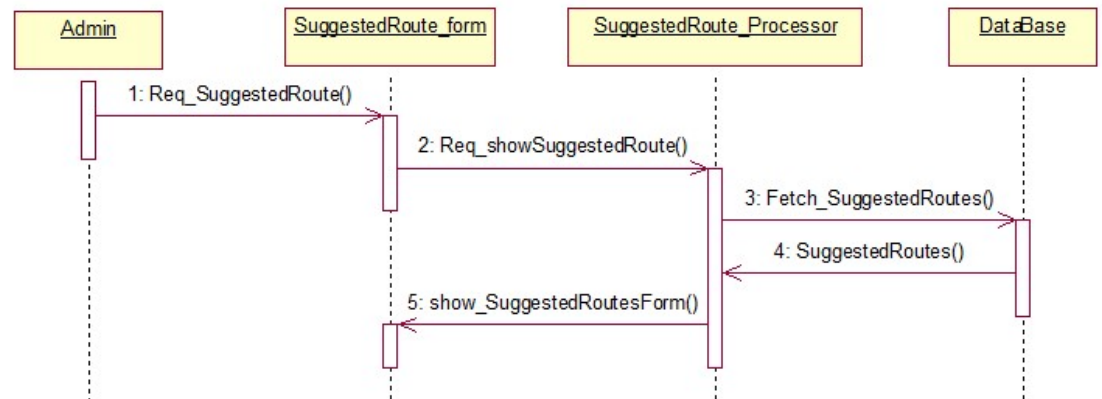 Admin
SuggestedRoute_form
SuggestedRoute_Processor
DataBase
1: Req_SuggestedRoute()
2: Req_showSuggestedRoute()
3: Fetch_SuggestedRoutes()
4: SuggestedRoutes()
5: show_SuggestedRoutesForm()